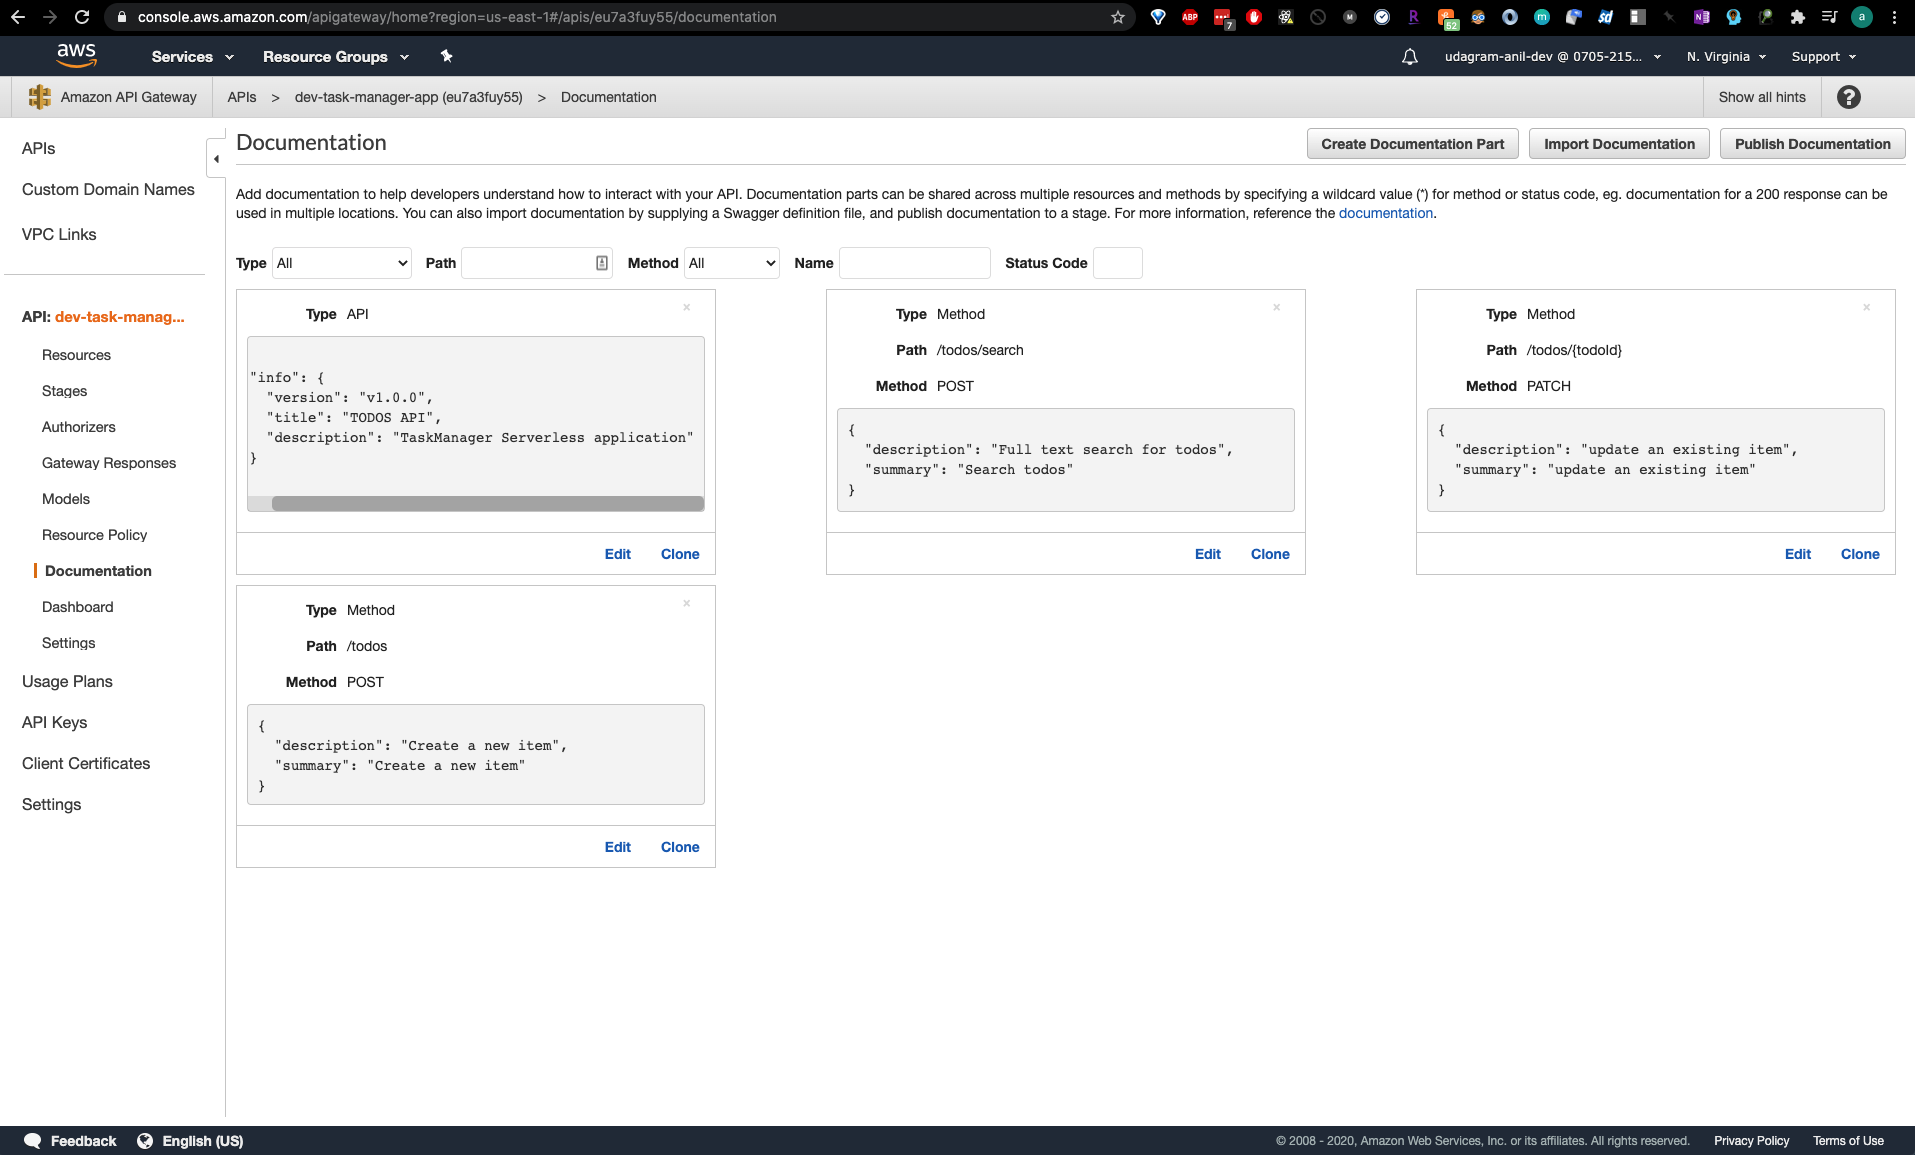 console.aws.amazon.com/apigateway/home?region=us-east-1#/apis/eu7a3fuy55/documentation
ABP
7
M
R
52
m
sd
N
a
aws
Services
Resource Groups
udagram-anil-dev @ 0705-215...
N. Virginia
Support
Amazon API Gateway
APIs > dev-task-manager-app (eu7a3fuy55) > Documentation
Show all hints
?
APIs
Custom Domain Names
VPC Links
API: dev-task-manag...
Resources
Stages
Authorizers
Gateway Responses
Models
Resource Policy
Documentation
Dashboard
Settings
Usage Plans
API Keys
Client Certificates
Settings
Documentation
Create Documentation Part
Import Documentation
Publish Documentation
Add documentation to help developers understand how to interact with your API. Documentation parts can be shared across multiple resources and methods by specifying a wildcard value (*) for method or status code, eg. documentation for a 200 response can be
used in multiple locations. You can also import documentation by supplying a Swagger definition file, and publish documentation to a stage. For more information, reference the documentation.
Type All Path Method All Name Status Code
Type API
"info": {
"version": "v1.0.0",
"title": "TODOS API",
"description": "TaskManager Serverless application"
}
Edit Clone
Type Method
Path /todos/search
Method POST
{
"description": "Full text search for todos",
"summary": "Search todos"
}
Edit Clone
Type Method
Path /todos/{todoId}
Method PATCH
{
"description": "update an existing item",
"summary": "update an existing item"
}
Edit Clone
Type Method
Path /todos
Method POST
{
"description": "Create a new item",
"summary": "Create a new item"
}
Edit Clone
Feedback
English (US)
© 2008 - 2020, Amazon Web Services, Inc. or its affiliates. All rights reserved.
Privacy Policy
Terms of Use